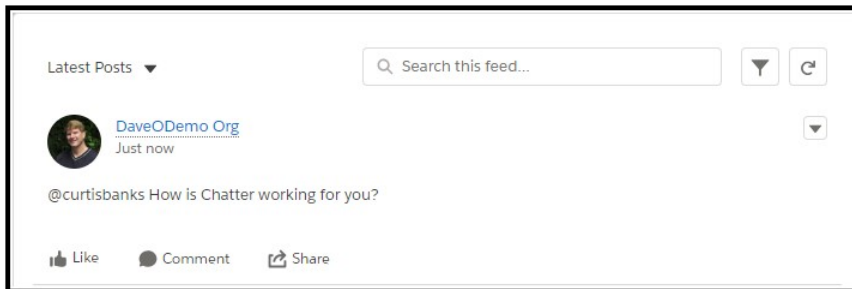 Latest Posts
Search this feed...
DaveODemo Org
Just now
@curtisbanks How is Chatter working for you?
Like Comment Share